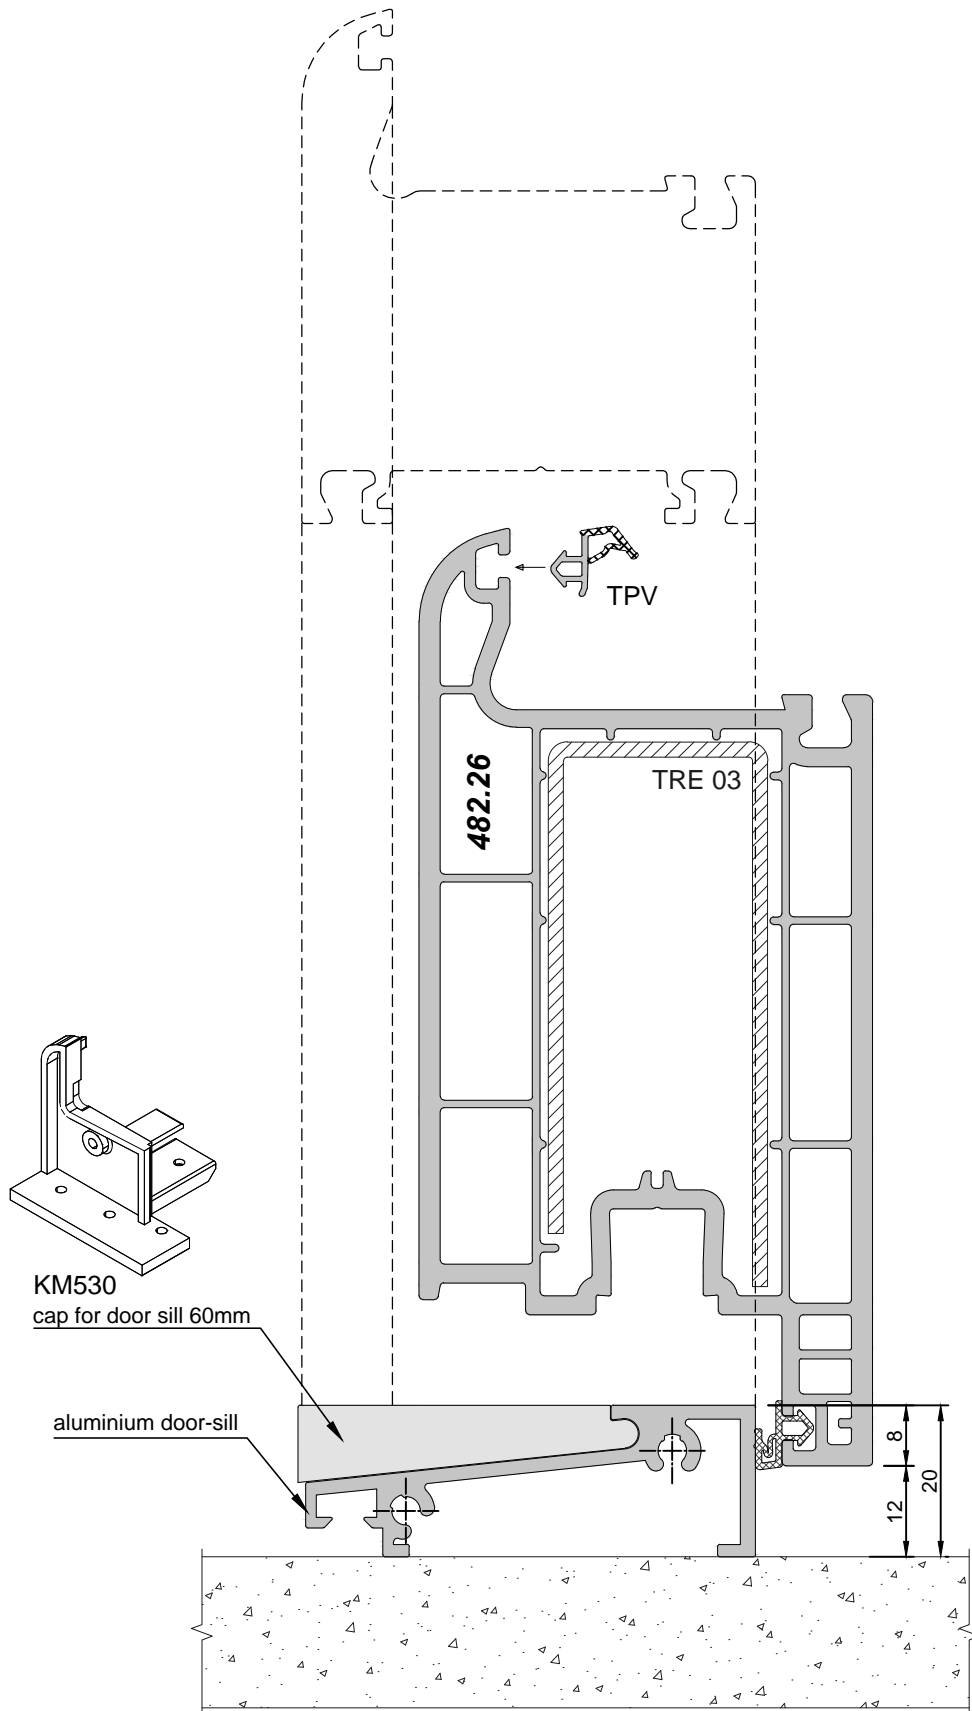 TPV
TRE 03
482.26
KM530
cap for door sill 60mm
aluminium door-sill
8
12
20